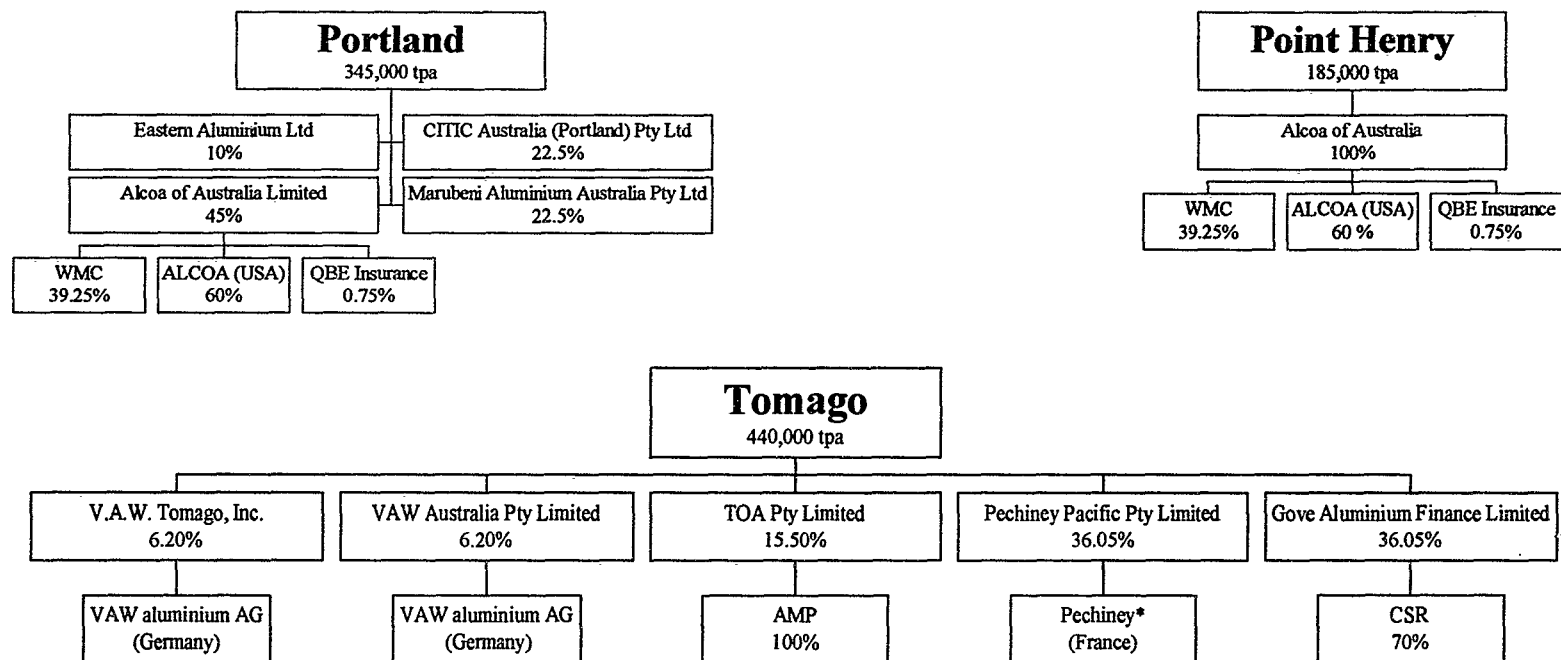 Portland
345,000 tpa
Eastern Aluminium Ltd
10%
CITIC Australia (Portland) Pty Ltd
22.5%
Alcoa of Australia Limited
45%
Marubeni Aluminium Australia Pty Ltd
22.5%
WMC
39.25%
ALCOA (USA)
60%
QBE Insurance
0.75%
Point Henry
185,000 tpa
Alcoa of Australia
100%
WMC
39.25%
ALCOA (USA)
60 %
QBE Insurance
0.75%
Tomago
440,000 tpa
V.A.W. Tomago, Inc.
6.20%
VAW Australia Pty Limited
6.20%
TOA Pty Limited
15.50%
Pechiney Pacific Pty Limited
36.05%
Gove Aluminium Finance Limited
36.05%
VAW aluminium AG
(Germany)
VAW aluminium AG
(Germany)
AMP
100%
Pechiney*
(France)
CSR
70%